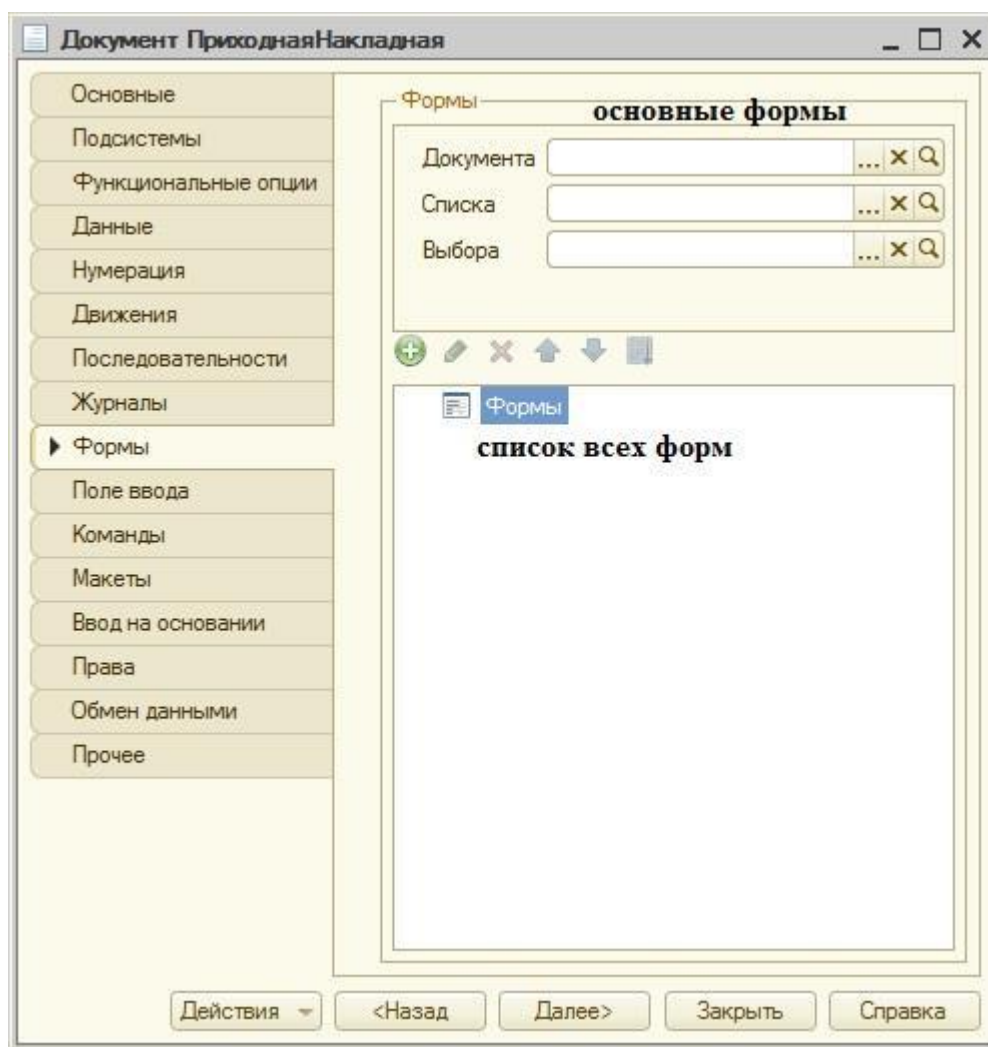 Документ ПриходнаяНакладная
Основные
Подсистемы
Функциональные опции
Данные
Нумерация
Движения
Последовательности
Журналы
Формы
Поле ввода
Команды
Макеты
Ввод на основании
Права
Обмен данными
Прочее
Формы
основные формы
Документа
Списка
Выбора
Формы
список всех форм
Действия
<Назад
Далее>
Закрыть
Справка